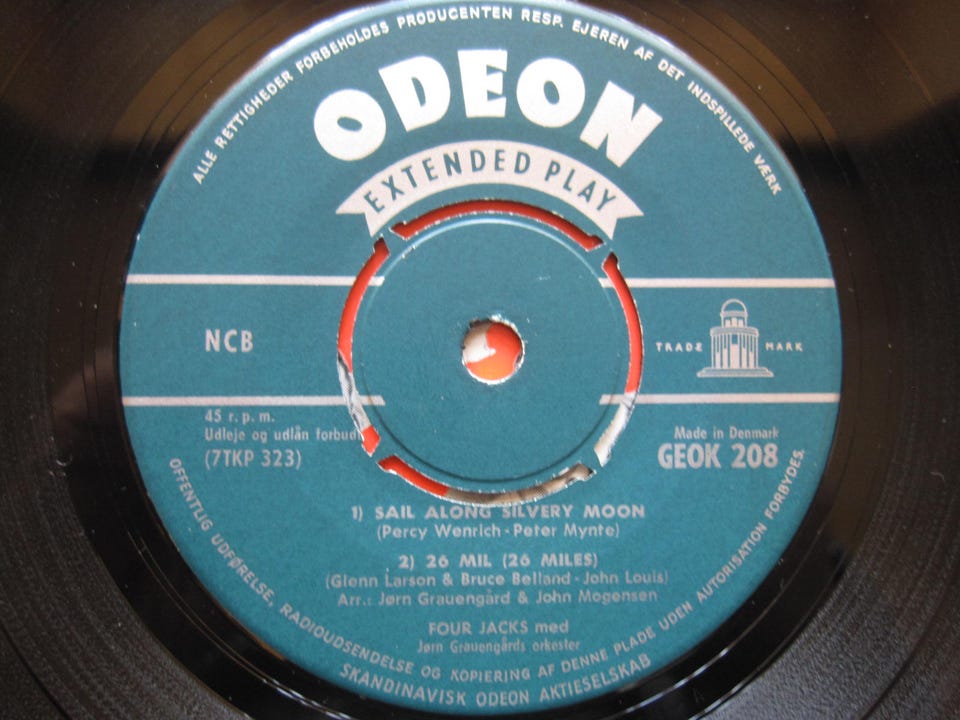 ALLE RETTIGHEDER FORBEHOLDES PRODUCENTEN RESP. EJEREN AF DET INDSPILLEDE VÆRK
ODEON
EXTENDED PLAY
NCB
TRADE MARK
45 r.p.m.
Udleje og udlån forbud
(7TKP 323)
Made in Denmark
GEOK 208
1) SAIL ALONG SILVERY MOON
(Percy Wenrich - Peter Mynte)
2) 26 MIL (26 MILES)
(Glenn Larson & Bruce Belland - John Louis)
Arr.: Jørn Grauengård & John Mogensen
FOUR JACKS med
Jørn Grauengårds orkester
OFFENTLIG UDFØRELSE, RADIOUDSENDELSE OG KOPIERING AF DENNE PLADE UDEN AUTORISATION FORBYDES.
SKANDINAVISK ODEON AKTIESELSKAB